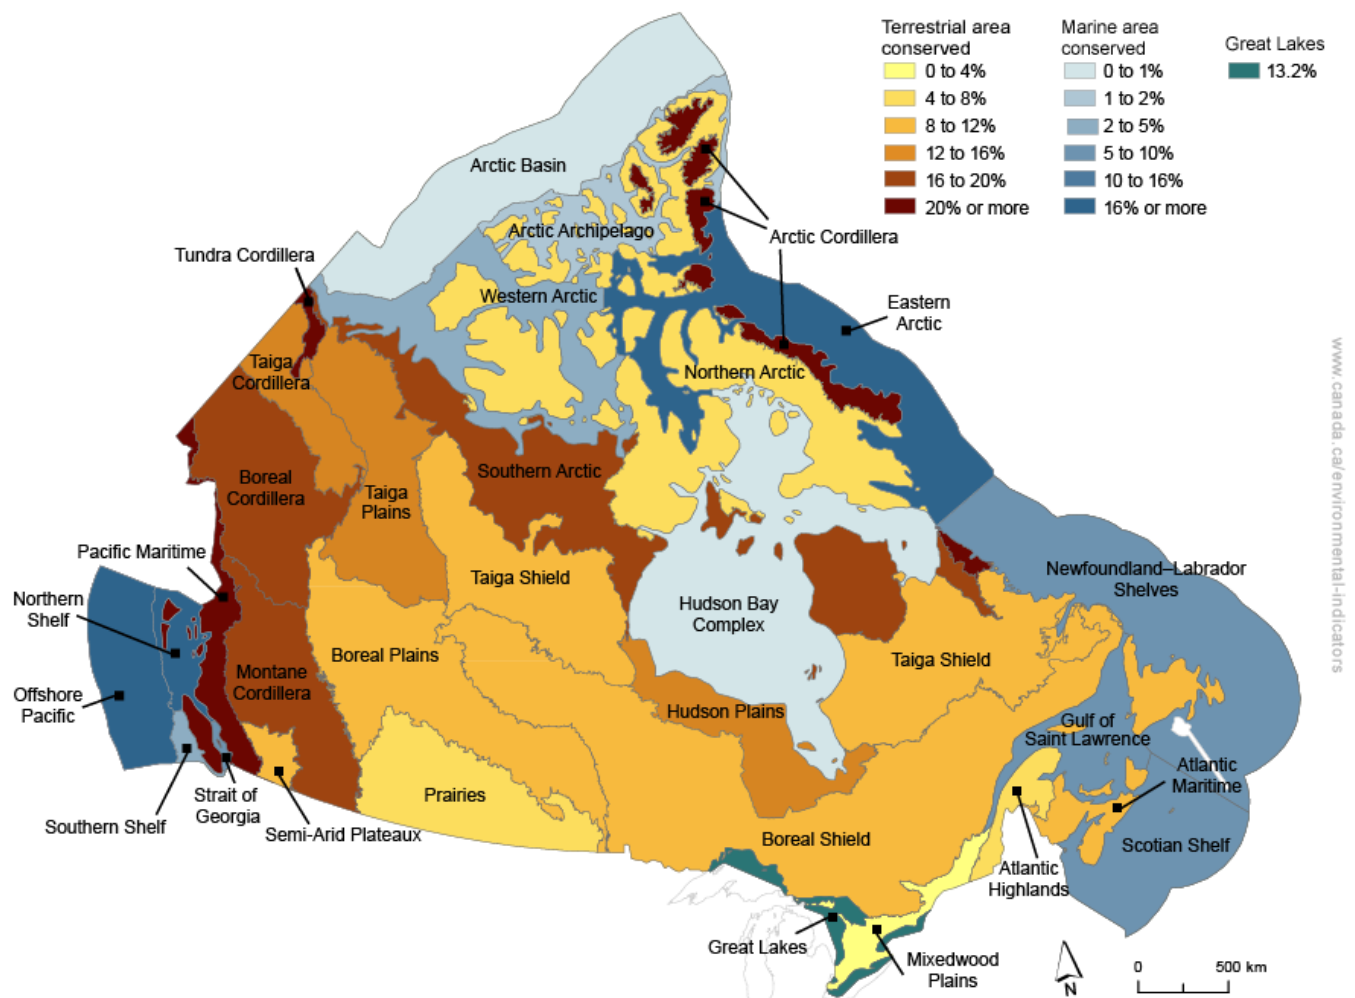 Terrestrial area
conserved
0 to 4%
4 to 8%
8 to 12%
12 to 16%
16 to 20%
20% or more
Marine area
conserved
0 to 1%
1 to 2%
2 to 5%
5 to 10%
10 to 16%
16% or more
Great Lakes
13.2%
Arctic Basin
Arctic Archipelago
Arctic Cordillera
Tundra Cordillera
Western Arctic
Eastern
Arctic
Taiga
Cordillera
Northern Arctic
Boreal
Cordillera
Taiga
Plains
Southern Arctic
Pacific Maritime
Northern
Shelf
Taiga Shield
Hudson Bay
Complex
Newfoundland–Labrador
Shelves
Offshore
Pacific
Montane
Cordillera
Boreal Plains
Taiga Shield
Hudson Plains
Gulf of
Saint Lawrence
Atlantic
Maritime
Southern Shelf
Strait of
Georgia
Semi-Arid Plateaux
Prairies
Boreal Shield
Scotian Shelf
Atlantic
Highlands
Great Lakes
Mixedwood
Plains
N
0 500 km
www.canada.ca/environmental-indicators